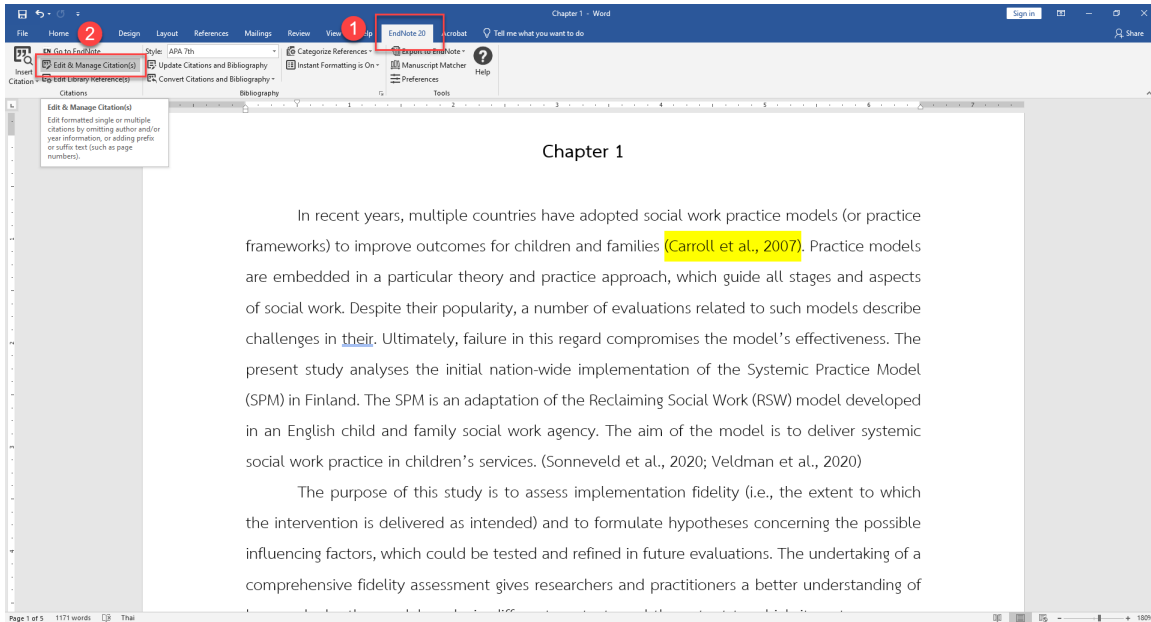 Chapter 1 - Word
Sign in
File Home Design Layout References Mailings Review View EndNote 20 Acrobat Tell me what you want to do Share
1
2
Insert Citation
Go to EndNote
Edit & Manage Citation(s)
Edit Library Reference(s)
Citations
Style: APA 7th
Update Citations and Bibliography
Convert Citations and Bibliography
Categorize References
Instant Formatting is On
Bibliography
Export to EndNote
Manuscript Matcher
Preferences
Help
Tools
Edit & Manage Citation(s)
Edit formatted single or multiple
citations by omitting author and/or
year information, or adding prefix
or suffix text (such as page
numbers).
Chapter 1
In recent years, multiple countries have adopted social work practice models (or practice
frameworks) to improve outcomes for children and families (Carroll et al., 2007). Practice models
are embedded in a particular theory and practice approach, which guide all stages and aspects
of social work. Despite their popularity, a number of evaluations related to such models describe
challenges in their. Ultimately, failure in this regard compromises the model's effectiveness. The
present study analyses the initial nation-wide implementation of the Systemic Practice Model
(SPM) in Finland. The SPM is an adaptation of the Reclaiming Social Work (RSW) model developed
in an English child and family social work agency. The aim of the model is to deliver systemic
social work practice in children's services. (Sonneveld et al., 2020; Veldman et al., 2020)
The purpose of this study is to assess implementation fidelity (i.e., the extent to which
the intervention is delivered as intended) and to formulate hypotheses concerning the possible
influencing factors, which could be tested and refined in future evaluations. The undertaking of a
comprehensive fidelity assessment gives researchers and practitioners a better understanding of
Page 1 of 5 1171 words Thai 180%